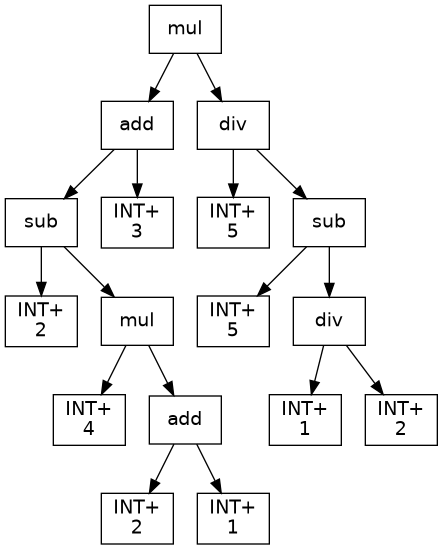 mul
add
div
sub
INT+
3
INT+
5
sub
INT+
2
mul
INT+
5
div
INT+
4
add
INT+
1
INT+
2
INT+
2
INT+
1